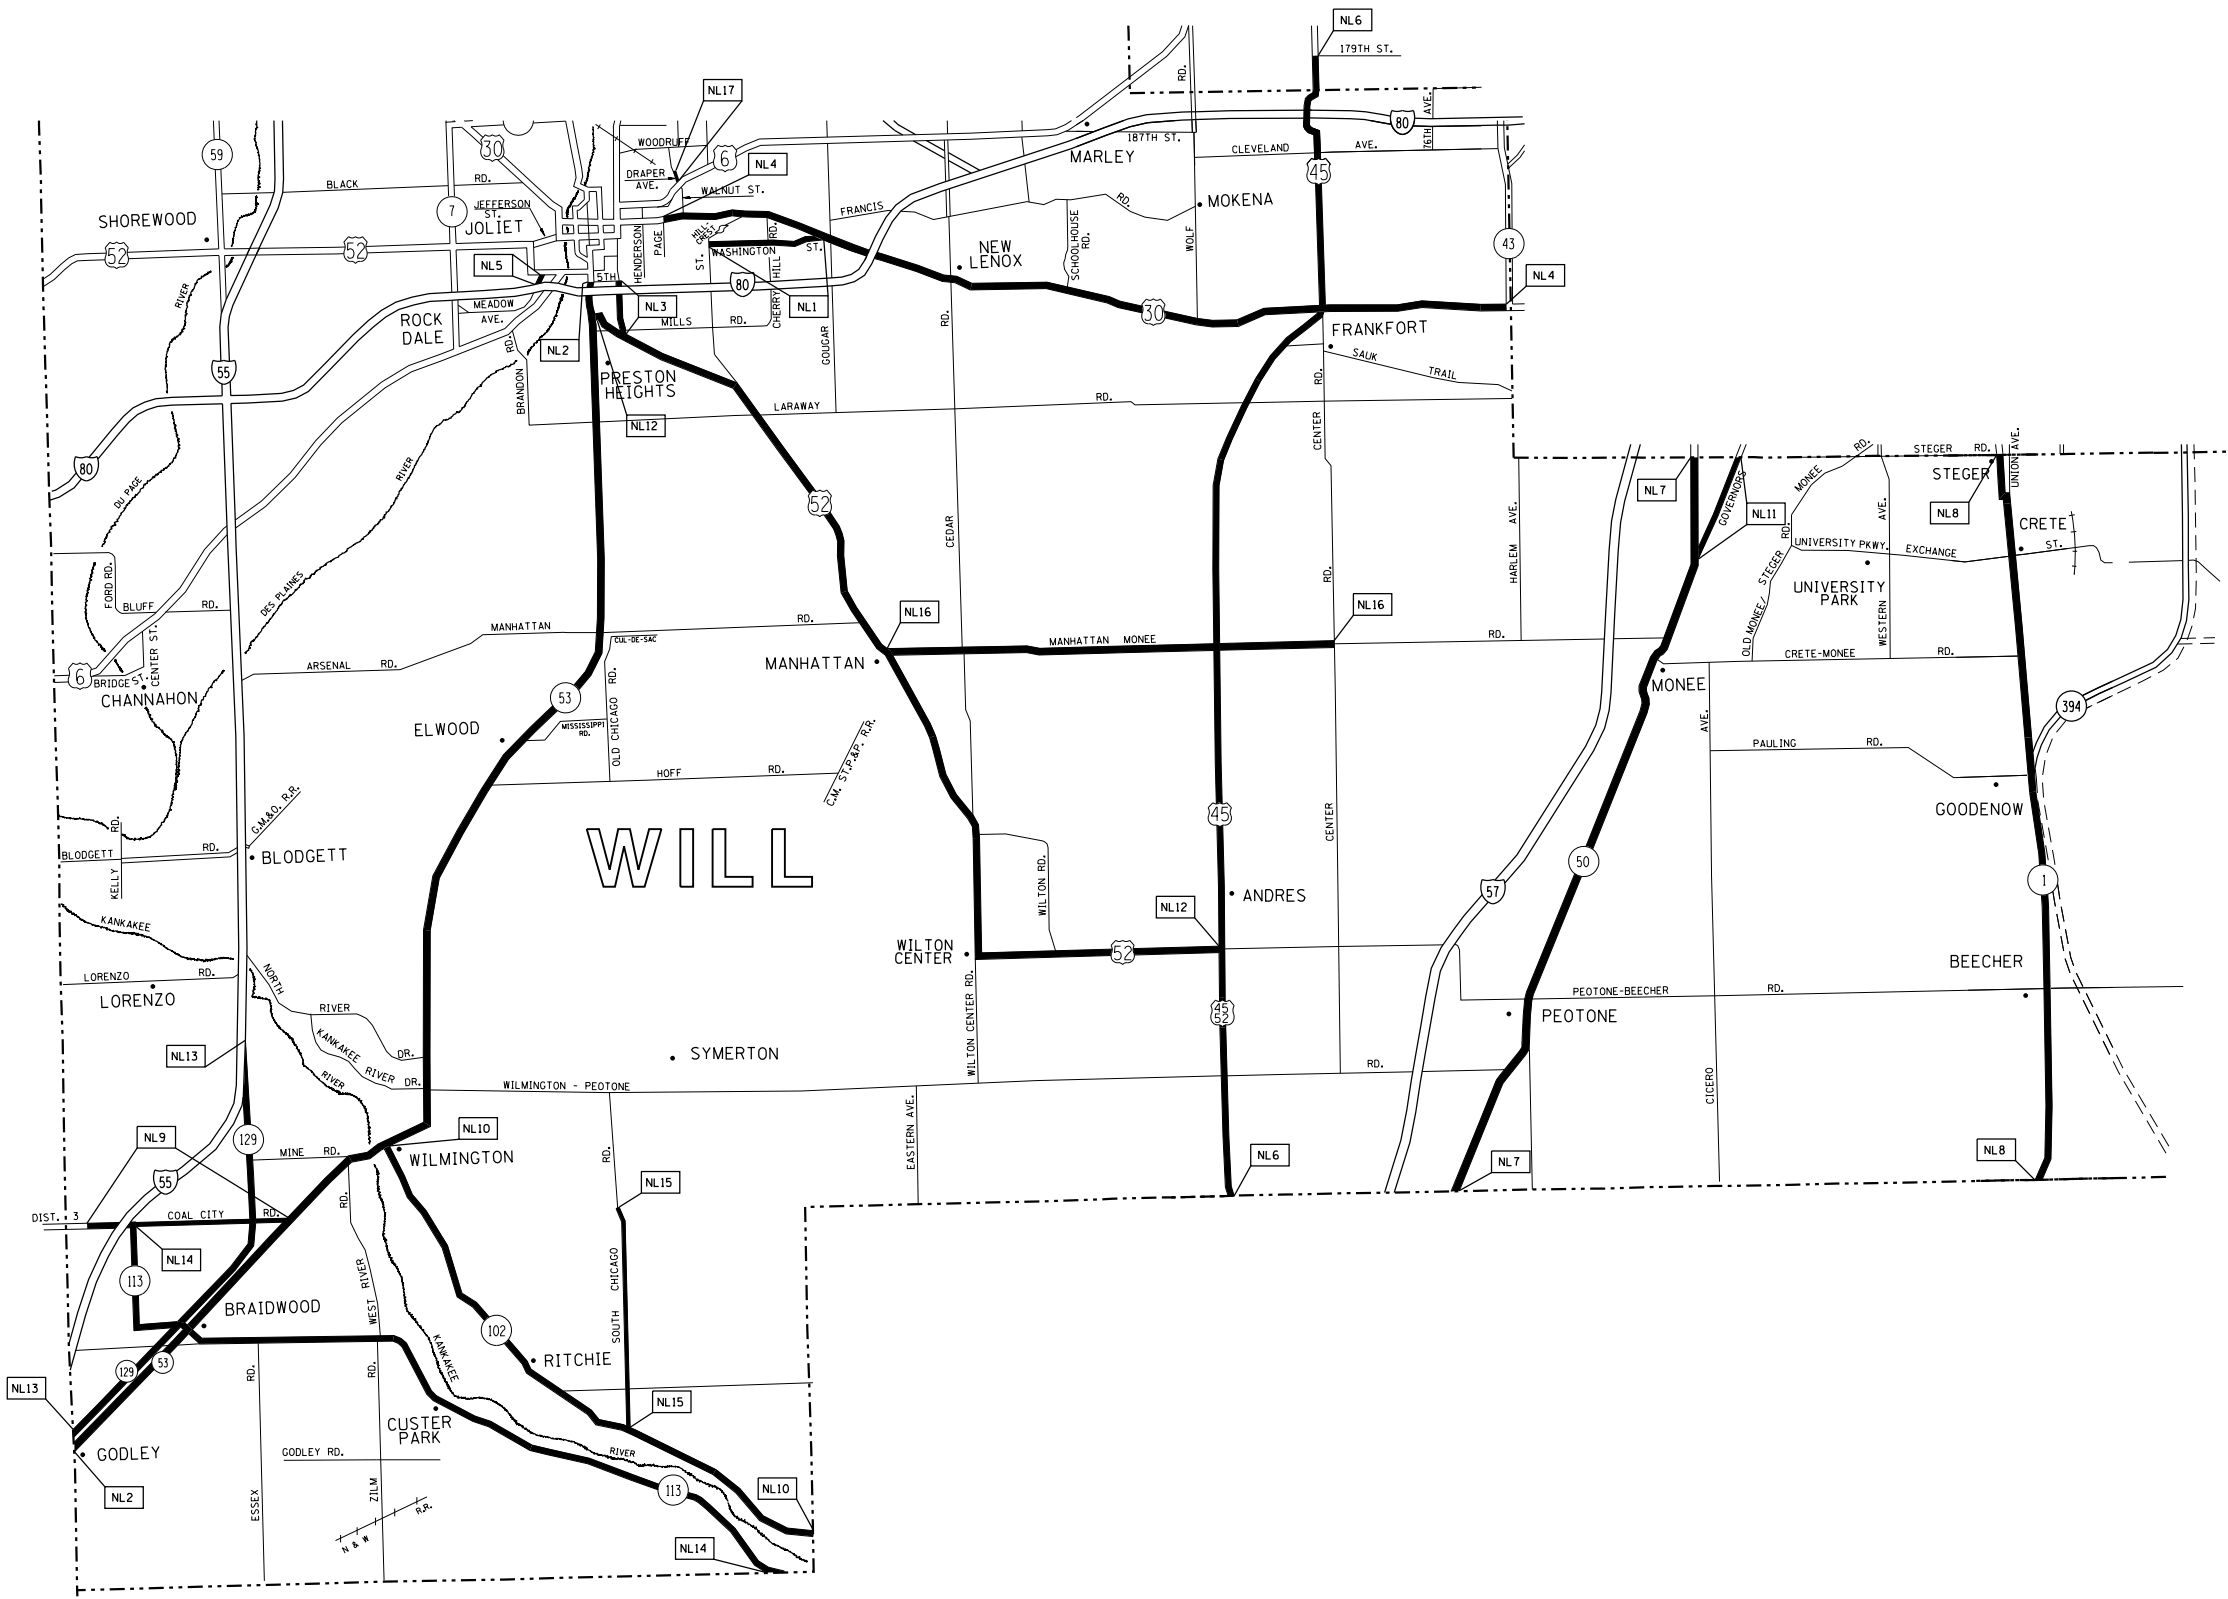 NL6
179TH ST.
RD.
NL17
30
59
WOODRUFF
6
NL4
DRAPER
AVE.
WALNUT ST.
BLACK
RD.
7
JEFFERSON
ST.
JOLIET
SHOREWOOD
52
52
187TH ST.
MARLEY
CLEVELAND
AVE.
76TH AVE.
80
45
MOKENA
FRANCIS
RD.
SCHOOLHOUSE
RD.
WOLF
43
NL4
NEW
LENOX
HENDERSON
PAGE
HILL-
CREST
ST.
WASHINGTON
ST.
CHERRY HILL
RD.
NL5
5TH
80
NL3
NL1
MEADOW
AVE.
ROCK
DALE
RIVER
MILLS
RD.
GOUGAR
RD.
30
FRANKFORT
SAUK
TRAIL
NL2
PRESTON
HEIGHTS
BRANDON
RD.
NL12
LARAWAY
RD.
CENTER
RD.
55
80
DU PAGE
RIVER
DES PLAINES
52
CEDAR
HARLEM
AVE.
NL7
GOVERNORS
NL11
MONEE
RD.
STEGER
RD.
STEGER
UNION AVE.
NL8
CRETE
UNIVERSITY PKWY.
EXCHANGE
ST.
UNIVERSITY
PARK
OLD MONEE/ STEGER
RD.
WESTERN
AVE.
FORD RD.
BLUFF
RD.
CENTER ST.
6
BRIDGE ST.
CHANNAHON
ARSENAL
RD.
MANHATTAN
RD.
CUL-DE-SAC
NL16
MANHATTAN
MANHATTAN MONEE
NL16
RD.
RD.
CRETE-MONEE
RD.
MONEE
53
ELWOOD
MISSISSIPPI
RD.
OLD CHICAGO
RD.
HOFF
RD.
C.M. ST.P.&P. R.R.
394
AVE.
PAULING
RD.
GOODENOW
G.M.&O. R.R.
BLODGETT
RD.
BLODGETT
KELLY
RD.
WILL
45
CENTER
50
57
1
WILTON RD.
ANDRES
NL12
KANKAKEE
WILTON
CENTER
52
BEECHER
LORENZO
RD.
LORENZO
NORTH
RIVER
DR.
KANKAKEE
RIVER
DR.
WILTON CENTER RD.
45
52
PEOTONE-BEECHER
RD.
PEOTONE
NL13
RIVER
SYMERTON
WILMINGTON - PEOTONE
RD.
CICERO
EASTERN AVE.
NL9
129
NL10
MINE
RD.
WILMINGTON
RD.
NL6
NL7
NL8
55
NL15
DIST. 3
COAL CITY
RD.
RD.
NL14
113
RIVER
WEST
SOUTH
CHICAGO
BRAIDWOOD
102
KANKAKEE
RITCHIE
129
53
NL13
RD.
RD.
NL15
CUSTER
PARK
GODLEY
GODLEY RD.
RIVER
NL2
ESSEX
ZILM
113
NL10
N & W
R.R.
NL14